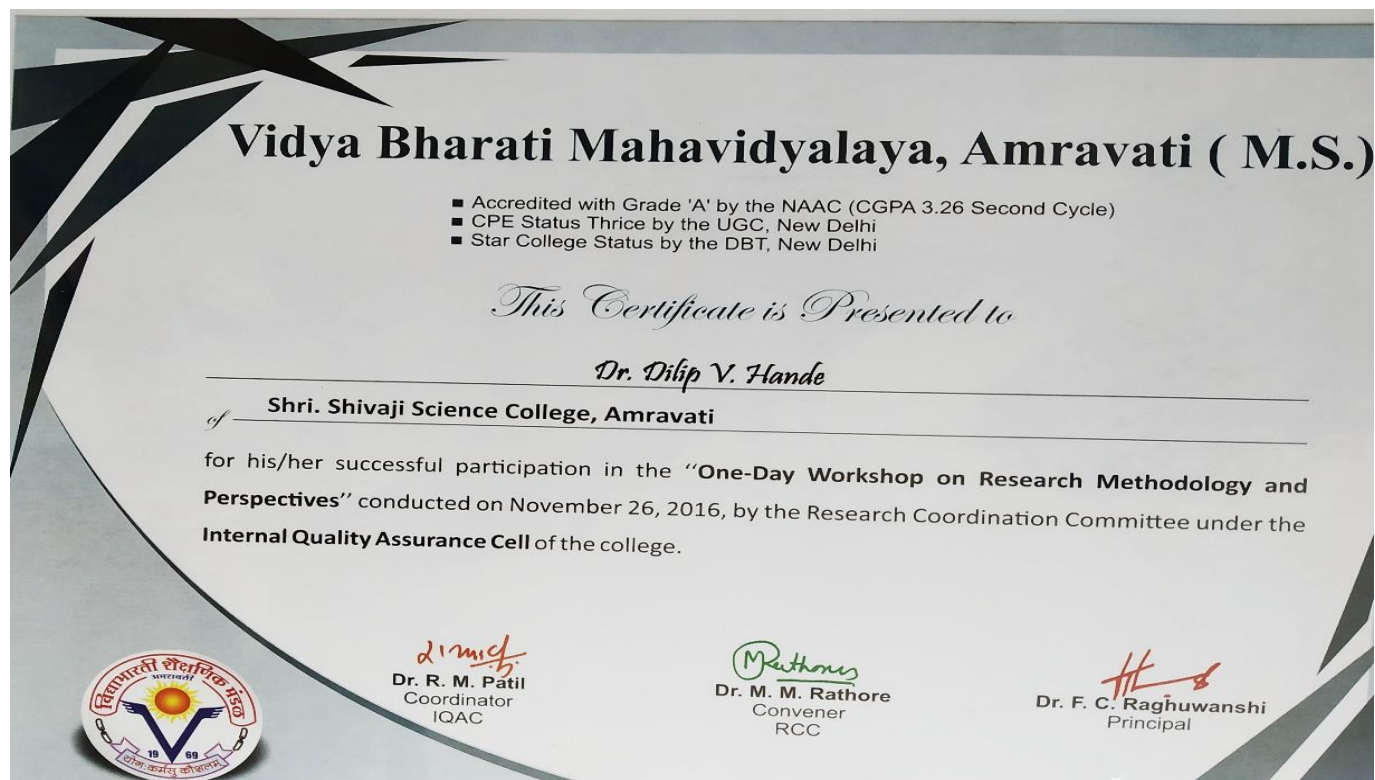 Vidya Bharati Mahavidyalaya, Amravati ( M.S.)
▪ Accredited with Grade 'A' by the NAAC (CGPA 3.26 Second Cycle)
▪ CPE Status Thrice by the UGC, New Delhi
▪ Star College Status by the DBT, New Delhi
This Certificate is Presented to
Dr. Dilip V. Hande
of Shri. Shivaji Science College, Amravati
for his/her successful participation in the ‘‘One-Day Workshop on Research Methodology and
Perspectives’’ conducted on November 26, 2016, by the Research Coordination Committee under the
Internal Quality Assurance Cell of the college.
Dr. R. M. Patil
Coordinator
IQAC
Dr. M. M. Rathore
Convener
RCC
Dr. F. C. Raghuwanshi
Principal
विद्याभारती शैक्षणिक मंडळ
अमरावती
19 69
योगः कर्मसु कौशलम्